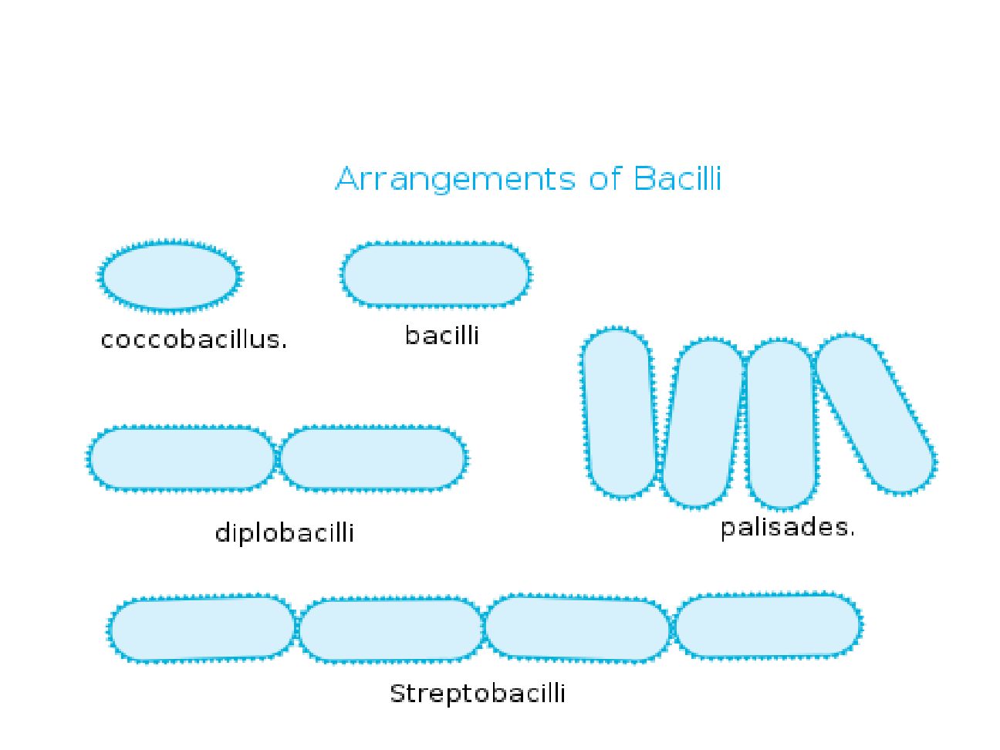 Arrangements of Bacilli
coccobacillus.
bacilli
diplobacilli
palisades.
Streptobacilli